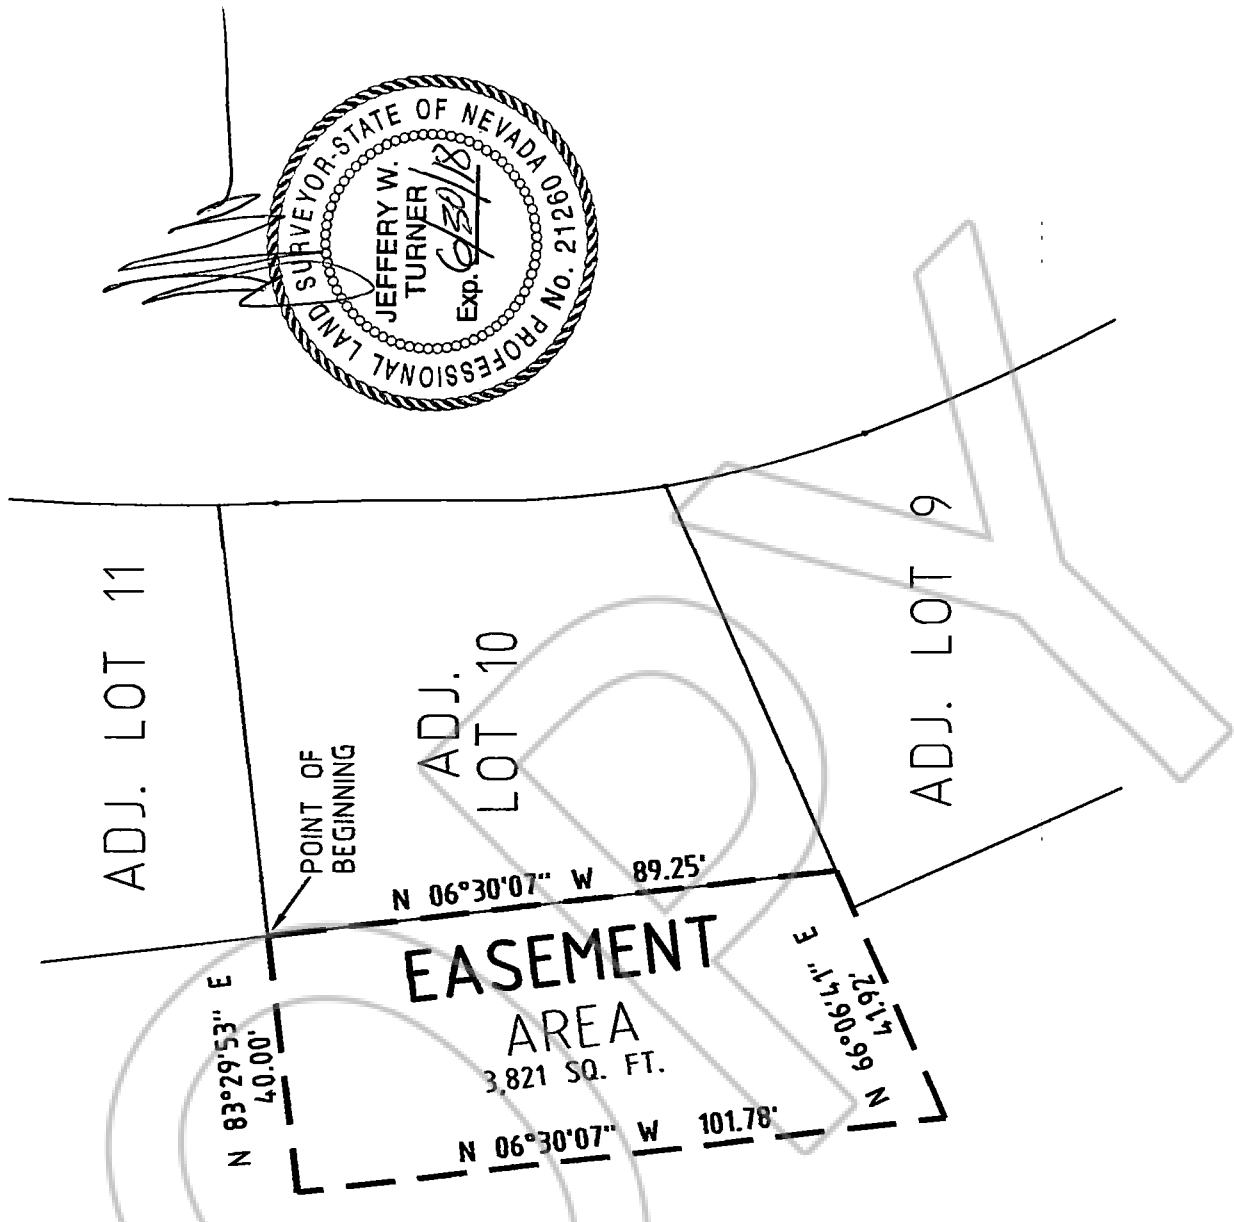 PROFESSIONAL LAND SURVEYOR-STATE OF NEVADA
No. 21260
JEFFERY W.
TURNER
Exp. 6/30/18
ADJ. LOT 11
ADJ.
LOT 10
ADJ. LOT 9
POINT OF
BEGINNING
N 06°30'07" W 89.25'
EASEMENT
AREA
3,821 SQ. FT.
N 83°29'53" E
40.00'
N 66°06'41" E
41.92'
N 06°30'07" W 101.78'
COPY